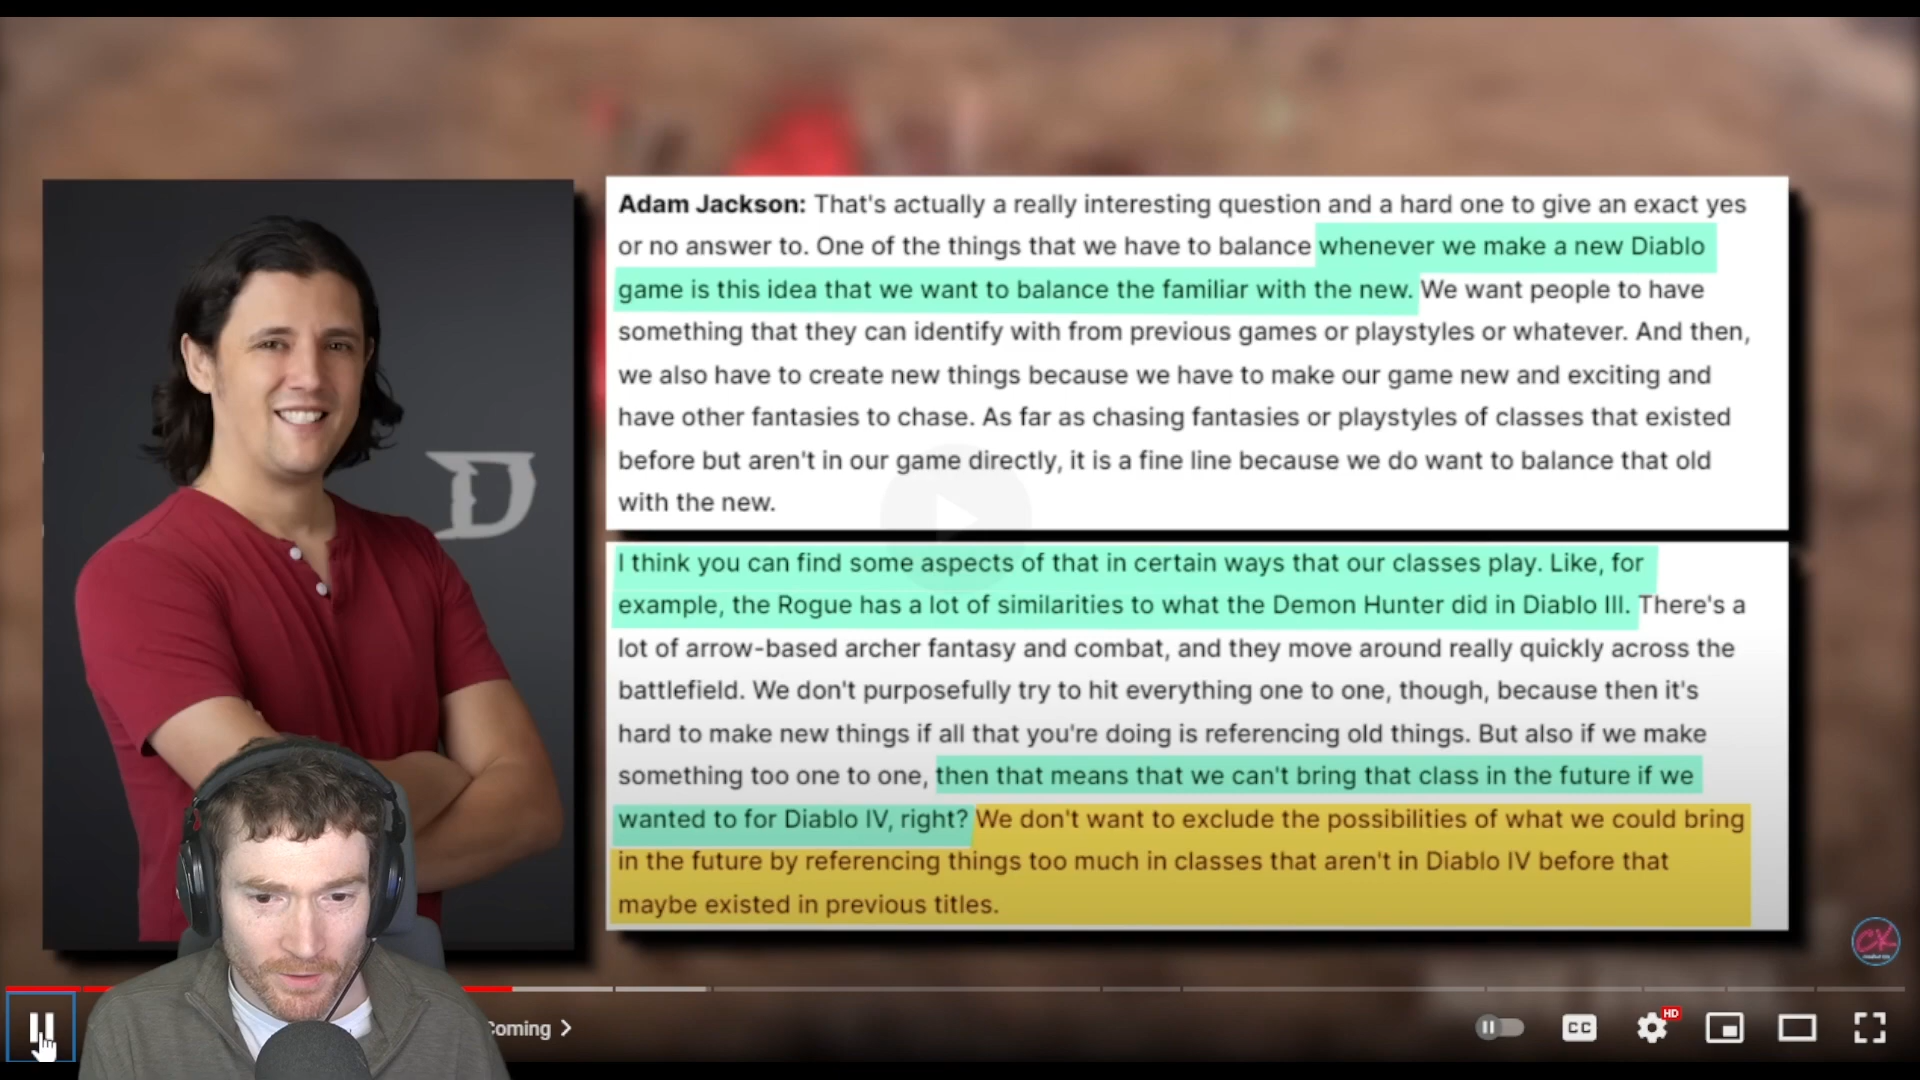 Adam Jackson: That's actually a really interesting question and a hard one to give an exact yes
or no answer to. One of the things that we have to balance whenever we make a new Diablo
game is this idea that we want to balance the familiar with the new. We want people to have
something that they can identify with from previous games or playstyles or whatever. And then,
we also have to create new things because we have to make our game new and exciting and
have other fantasies to chase. As far as chasing fantasies or playstyles of classes that existed
before but aren't in our game directly, it is a fine line because we do want to balance that old
with the new.
I think you can find some aspects of that in certain ways that our classes play. Like, for
example, the Rogue has a lot of similarities to what the Demon Hunter did in Diablo III. There's a
lot of arrow-based archer fantasy and combat, and they move around really quickly across the
battlefield. We don't purposefully try to hit everything one to one, though, because then it's
hard to make new things if all that you're doing is referencing old things. But also if we make
something too one to one, then that means that we can't bring that class in the future if we
wanted to for Diablo IV, right? We don't want to exclude the possibilities of what we could bring
in the future by referencing things too much in classes that aren't in Diablo IV before that
maybe existed in previous titles.
D
CK
Coming
CC
HD